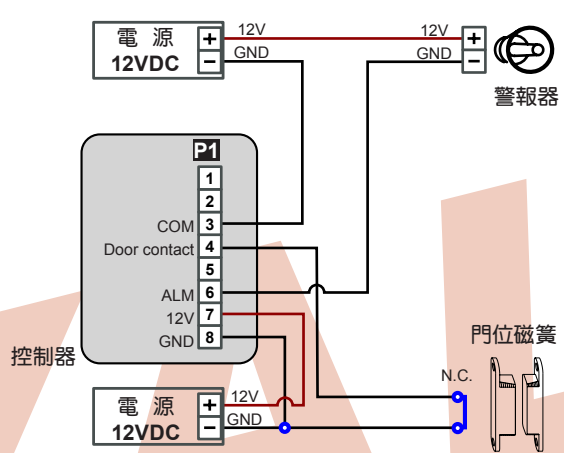 電 源
12VDC
+
−
12V
GND
12V
GND
+
−
警報器
P1
1
2
COM 3
Door contact 4
5
ALM 6
12V 7
GND 8
控制器
門位磁簧
N.C.
電 源
12VDC
+
−
12V
GND